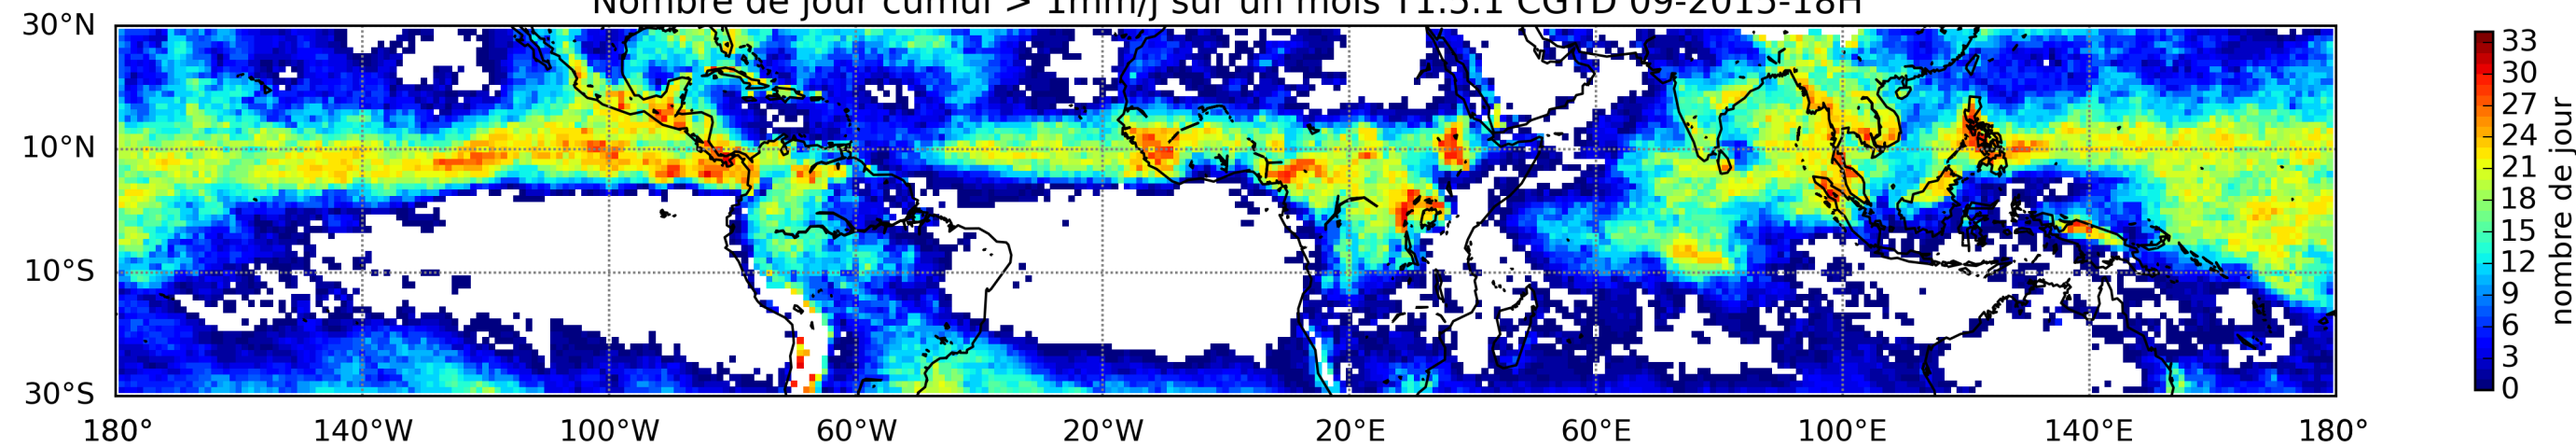 Nombre de jour cumul > 1mm/j sur un mois T1.5.1 CGTD 09-2015-18H
30°N
10°N
10°S
30°S
180° 140°W 100°W 60°W 20°W 20°E 60°E 100°E 140°E 180°
33
30
27
24
21
18
15
12
9
6
3
0
nombre de jour